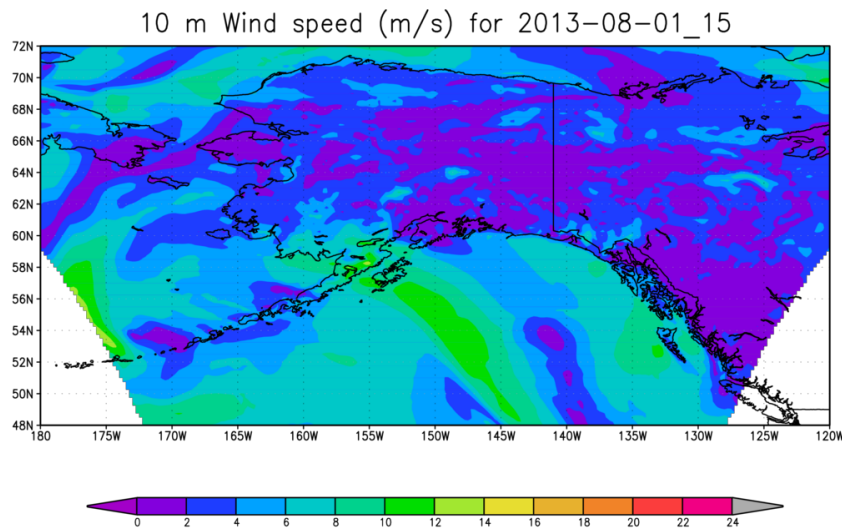 10 m Wind speed (m/s) for 2013-08-01_15
72N
70N
68N
66N
64N
62N
60N
58N
56N
54N
52N
50N
48N
180 175W 170W 165W 160W 155W 150W 145W 140W 135W 130W 125W 120W
0 2 4 6 8 10 12 14 16 18 20 22 24